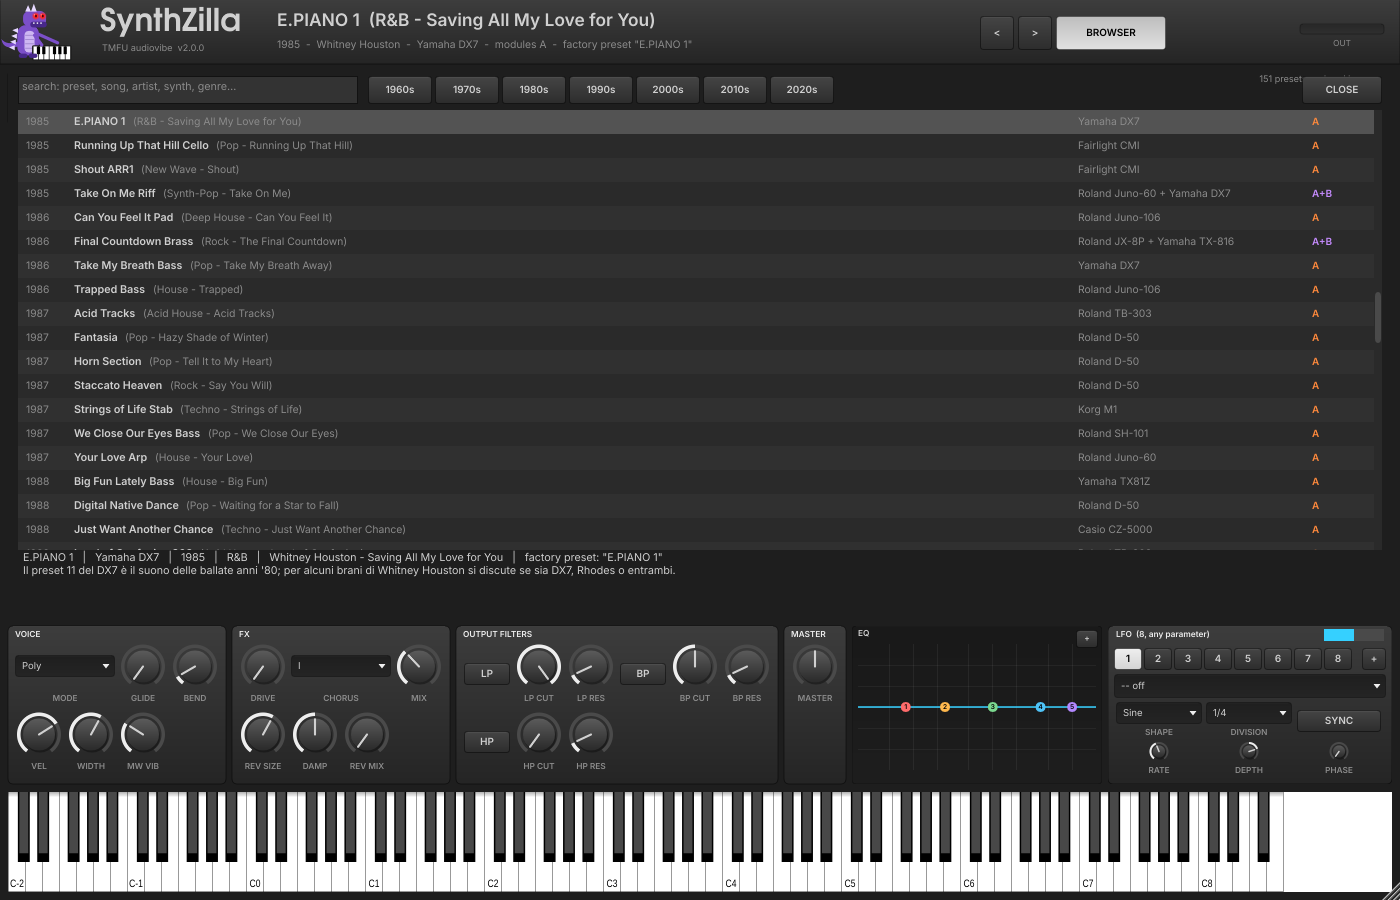 SynthZilla
TMFU audiovibe v2.0.0
E.PIANO 1 (R&B - Saving All My Love for You)
1985 - Whitney Houston - Yamaha DX7 - modules A - factory preset "E.PIANO 1"
< > BROWSER
OUT
search: preset, song, artist, synth, genre...
1960s 1970s 1980s 1990s 2000s 2010s 2020s
151 preset
CLOSE
1985 E.PIANO 1 (R&B - Saving All My Love for You) Yamaha DX7 A
1985 Running Up That Hill Cello (Pop - Running Up That Hill) Fairlight CMI A
1985 Shout ARR1 (New Wave - Shout) Fairlight CMI A
1985 Take On Me Riff (Synth-Pop - Take On Me) Roland Juno-60 + Yamaha DX7 A+B
1986 Can You Feel It Pad (Deep House - Can You Feel It) Roland Juno-106 A
1986 Final Countdown Brass (Rock - The Final Countdown) Roland JX-8P + Yamaha TX-816 A+B
1986 Take My Breath Bass (Pop - Take My Breath Away) Yamaha DX7 A
1986 Trapped Bass (House - Trapped) Roland Juno-106 A
1987 Acid Tracks (Acid House - Acid Tracks) Roland TB-303 A
1987 Fantasia (Pop - Hazy Shade of Winter) Roland D-50 A
1987 Horn Section (Pop - Tell It to My Heart) Roland D-50 A
1987 Staccato Heaven (Rock - Say You Will) Roland D-50 A
1987 Strings of Life Stab (Techno - Strings of Life) Korg M1 A
1987 We Close Our Eyes Bass (Pop - We Close Our Eyes) Roland SH-101 A
1987 Your Love Arp (House - Your Love) Roland Juno-60 A
1988 Big Fun Lately Bass (House - Big Fun) Yamaha TX81Z A
1988 Digital Native Dance (Pop - Waiting for a Star to Fall) Roland D-50 A
1988 Just Want Another Chance (Techno - Just Want Another Chance) Casio CZ-5000 A
E.PIANO 1 | Yamaha DX7 | 1985 | R&B | Whitney Houston - Saving All My Love for You | factory preset: "E.PIANO 1"
Il preset 11 del DX7 è il suono delle ballate anni '80; per alcuni brani di Whitney Houston si discute se sia DX7, Rhodes o entrambi.
VOICE
Poly
MODE GLIDE BEND
VEL WIDTH MW VIB
FX
I
DRIVE CHORUS MIX
REV SIZE DAMP REV MIX
OUTPUT FILTERS
LP BP
LP CUT LP RES BP CUT BP RES
HP
HP CUT HP RES
MASTER
MASTER
EQ +
1 2 3 4 5
LFO (8, any parameter)
1 2 3 4 5 6 7 8 +
-- off
Sine 1/4 SYNC
SHAPE DIVISION
RATE DEPTH PHASE
C-2 C-1 C0 C1 C2 C3 C4 C5 C6 C7 C8